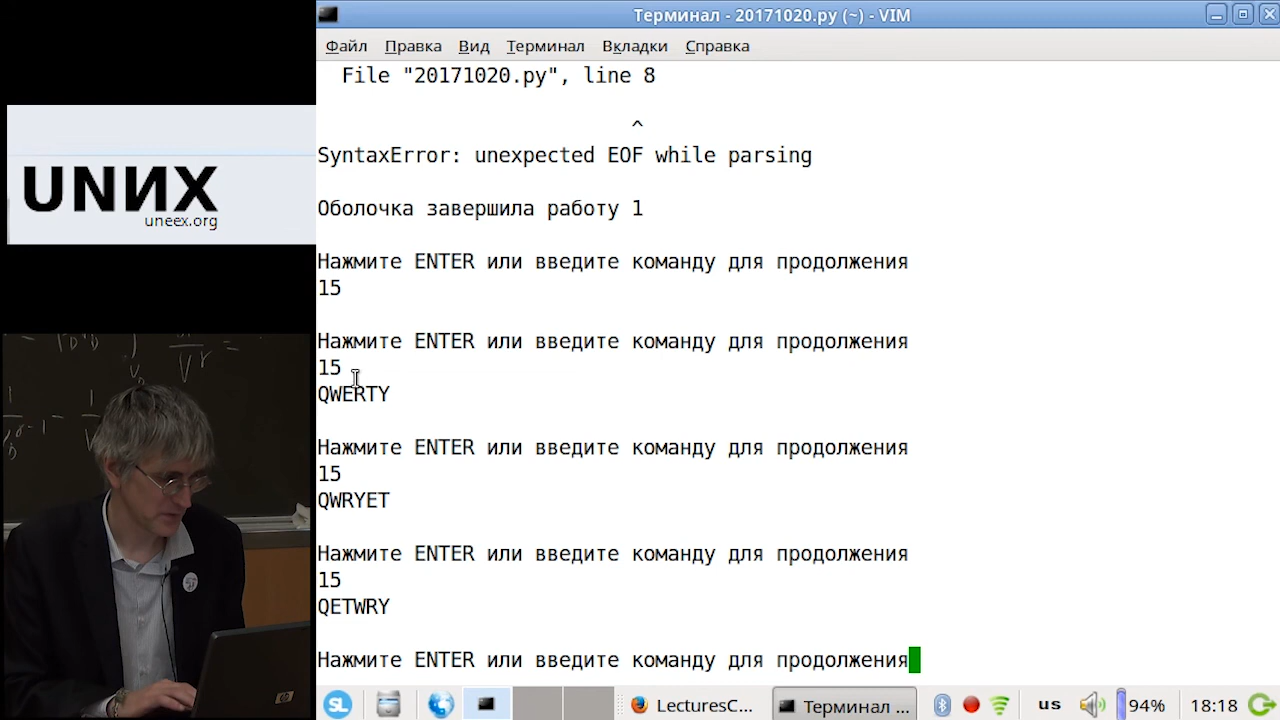 Терминал - 20171020.py (~) - VIM
Файл Правка Вид Терминал Вкладки Справка
File "20171020.py", line 8
^
SyntaxError: unexpected EOF while parsing
Оболочка завершила работу 1
Нажмите ENTER или введите команду для продолжения
15
Нажмите ENTER или введите команду для продолжения
15
QWERTY
Нажмите ENTER или введите команду для продолжения
15
QWRYET
Нажмите ENTER или введите команду для продолжения
15
QETWRY
Нажмите ENTER или введите команду для продолжения
SL LecturesC... Терминал ... us 94% 18:18
UNИX
uneex.org
hp